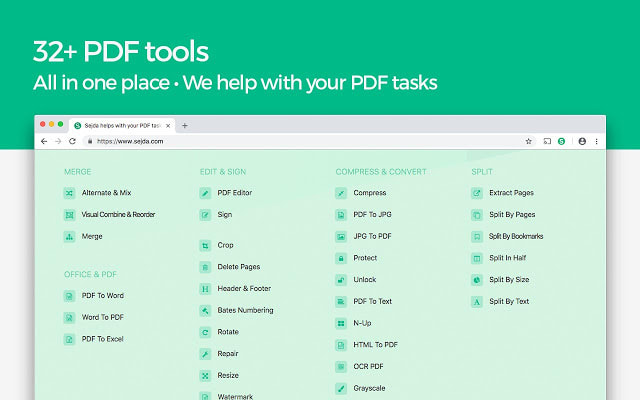 32+ PDF tools
All in one place • We help with your PDF tasks
Sejda helps with your PDF task
https://www.sejda.com
MERGE
Alternate & Mix
Visual Combine & Reorder
Merge
OFFICE & PDF
PDF To Word
Word To PDF
PDF To Excel
EDIT & SIGN
PDF Editor
Sign
Crop
Delete Pages
Header & Footer
Bates Numbering
Rotate
Repair
Resize
Watermark
COMPRESS & CONVERT
Compress
PDF To JPG
JPG To PDF
Protect
Unlock
PDF To Text
N-Up
HTML To PDF
OCR PDF
Grayscale
SPLIT
Extract Pages
Split By Pages
Split By Bookmarks
Split In Half
Split By Size
Split By Text